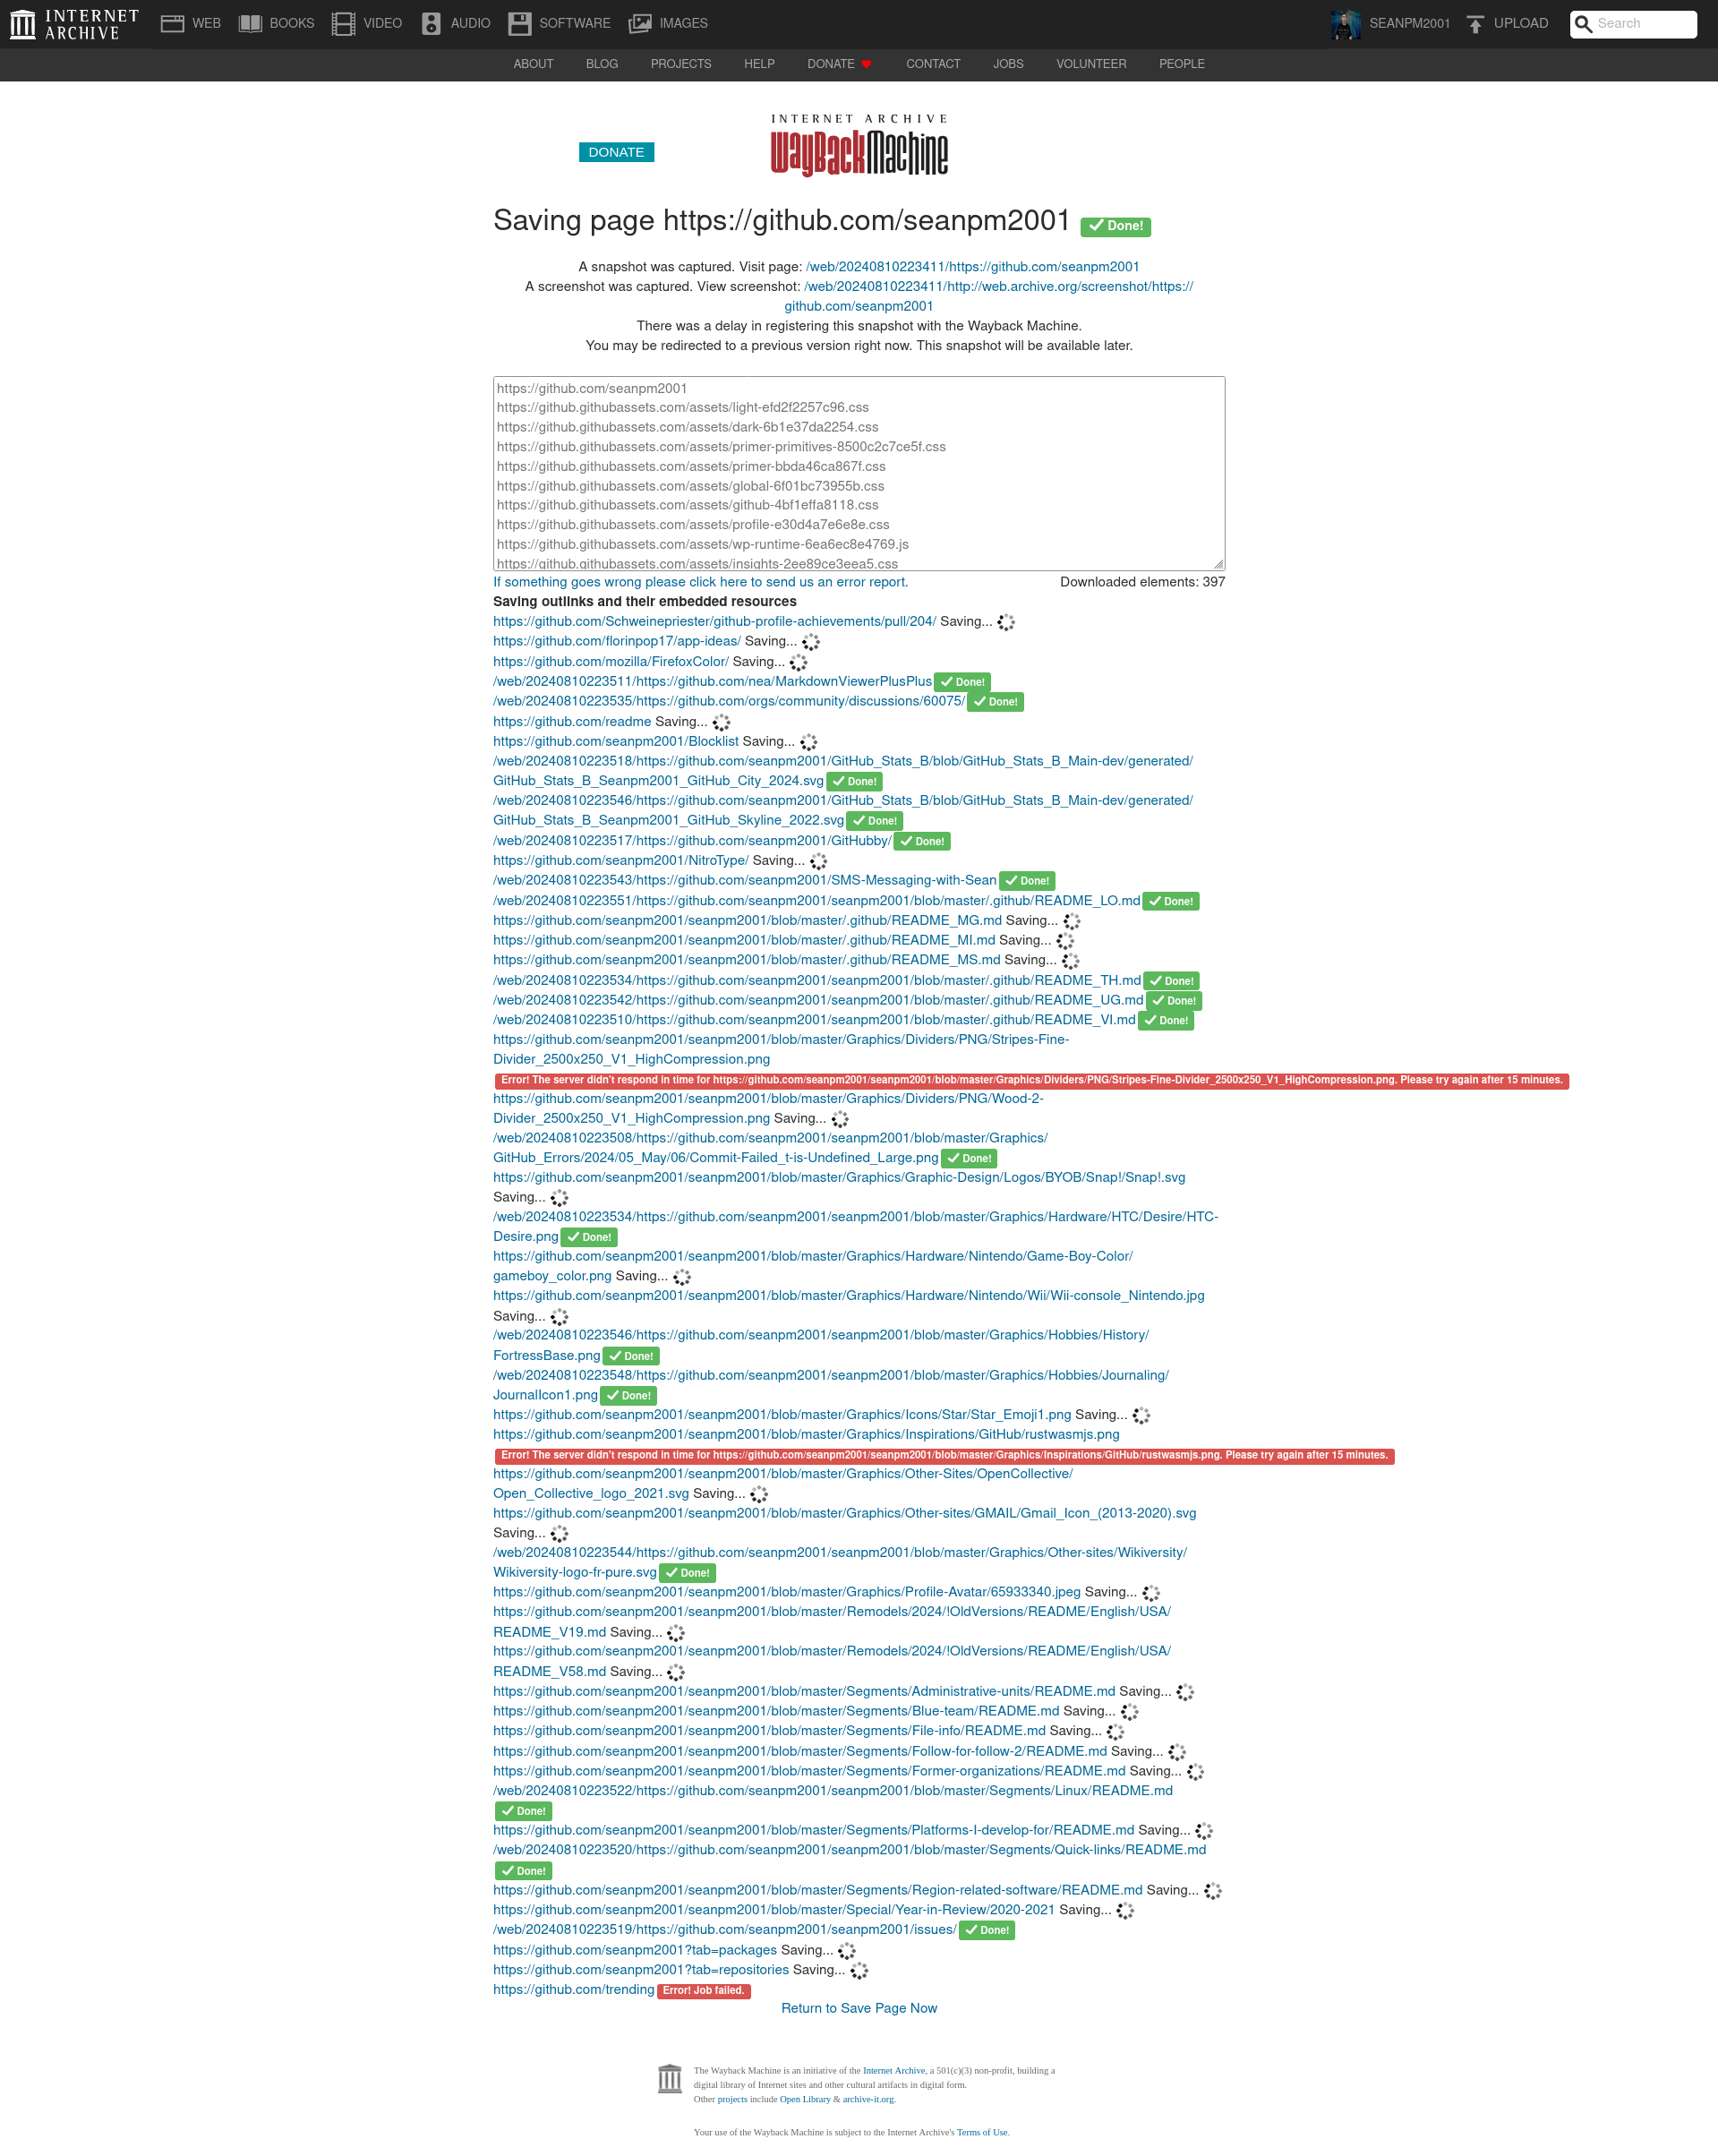 INTERNET ARCHIVE
WEB BOOKS VIDEO AUDIO SOFTWARE IMAGES SEANPM2001 UPLOAD Search
ABOUT BLOG PROJECTS HELP DONATE CONTACT JOBS VOLUNTEER PEOPLE
INTERNET ARCHIVE
DONATE WayBackMachine
Saving page https://github.com/seanpm2001 Done!
A snapshot was captured. Visit page: /web/20240810223411/https://github.com/seanpm2001
A screenshot was captured. View screenshot: /web/20240810223411/http://web.archive.org/screenshot/https://
github.com/seanpm2001
There was a delay in registering this snapshot with the Wayback Machine.
You may be redirected to a previous version right now. This snapshot will be available later.
https://github.com/seanpm2001
https://github.githubassets.com/assets/light-efd2f2257c96.css
https://github.githubassets.com/assets/dark-6b1e37da2254.css
https://github.githubassets.com/assets/primer-primitives-8500c2c7ce5f.css
https://github.githubassets.com/assets/primer-bbda46ca867f.css
https://github.githubassets.com/assets/global-6f01bc73955b.css
https://github.githubassets.com/assets/github-4bf1effa8118.css
https://github.githubassets.com/assets/profile-e30d4a7e6e8e.css
https://github.githubassets.com/assets/wp-runtime-6ea6ec8e4769.js
https://github.githubassets.com/assets/insights-2ee89ce3eea5.css
If something goes wrong please click here to send us an error report. Downloaded elements: 397
Saving outlinks and their embedded resources
https://github.com/Schweinepriester/github-profile-achievements/pull/204/ Saving...
https://github.com/florinpop17/app-ideas/ Saving...
https://github.com/mozilla/FirefoxColor/ Saving...
/web/20240810223511/https://github.com/nea/MarkdownViewerPlusPlus Done!
/web/20240810223535/https://github.com/orgs/community/discussions/60075/ Done!
https://github.com/readme Saving...
https://github.com/seanpm2001/Blocklist Saving...
/web/20240810223518/https://github.com/seanpm2001/GitHub_Stats_B/blob/GitHub_Stats_B_Main-dev/generated/
GitHub_Stats_B_Seanpm2001_GitHub_City_2024.svg Done!
/web/20240810223546/https://github.com/seanpm2001/GitHub_Stats_B/blob/GitHub_Stats_B_Main-dev/generated/
GitHub_Stats_B_Seanpm2001_GitHub_Skyline_2022.svg Done!
/web/20240810223517/https://github.com/seanpm2001/GitHubby/ Done!
https://github.com/seanpm2001/NitroType/ Saving...
/web/20240810223543/https://github.com/seanpm2001/SMS-Messaging-with-Sean Done!
/web/20240810223551/https://github.com/seanpm2001/seanpm2001/blob/master/.github/README_LO.md Done!
https://github.com/seanpm2001/seanpm2001/blob/master/.github/README_MG.md Saving...
https://github.com/seanpm2001/seanpm2001/blob/master/.github/README_MI.md Saving...
https://github.com/seanpm2001/seanpm2001/blob/master/.github/README_MS.md Saving...
/web/20240810223534/https://github.com/seanpm2001/seanpm2001/blob/master/.github/README_TH.md Done!
/web/20240810223542/https://github.com/seanpm2001/seanpm2001/blob/master/.github/README_UG.md Done!
/web/20240810223510/https://github.com/seanpm2001/seanpm2001/blob/master/.github/README_VI.md Done!
https://github.com/seanpm2001/seanpm2001/blob/master/Graphics/Dividers/PNG/Stripes-Fine-
Divider_2500x250_V1_HighCompression.png
Error! The server didn't respond in time for https://github.com/seanpm2001/seanpm2001/blob/master/Graphics/Dividers/PNG/Stripes-Fine-Divider_2500x250_V1_HighCompression.png. Please try again after 15 minutes.
https://github.com/seanpm2001/seanpm2001/blob/master/Graphics/Dividers/PNG/Wood-2-
Divider_2500x250_V1_HighCompression.png Saving...
/web/20240810223508/https://github.com/seanpm2001/seanpm2001/blob/master/Graphics/
GitHub_Errors/2024/05_May/06/Commit-Failed_t-is-Undefined_Large.png Done!
https://github.com/seanpm2001/seanpm2001/blob/master/Graphics/Graphic-Design/Logos/BYOB/Snap!/Snap!.svg
Saving...
/web/20240810223534/https://github.com/seanpm2001/seanpm2001/blob/master/Graphics/Hardware/HTC/Desire/HTC-
Desire.png Done!
https://github.com/seanpm2001/seanpm2001/blob/master/Graphics/Hardware/Nintendo/Game-Boy-Color/
gameboy_color.png Saving...
https://github.com/seanpm2001/seanpm2001/blob/master/Graphics/Hardware/Nintendo/Wii/Wii-console_Nintendo.jpg
Saving...
/web/20240810223546/https://github.com/seanpm2001/seanpm2001/blob/master/Graphics/Hobbies/History/
FortressBase.png Done!
/web/20240810223548/https://github.com/seanpm2001/seanpm2001/blob/master/Graphics/Hobbies/Journaling/
JournalIcon1.png Done!
https://github.com/seanpm2001/seanpm2001/blob/master/Graphics/Icons/Star/Star_Emoji1.png Saving...
https://github.com/seanpm2001/seanpm2001/blob/master/Graphics/Inspirations/GitHub/rustwasmjs.png
Error! The server didn't respond in time for https://github.com/seanpm2001/seanpm2001/blob/master/Graphics/Inspirations/GitHub/rustwasmjs.png. Please try again after 15 minutes.
https://github.com/seanpm2001/seanpm2001/blob/master/Graphics/Other-Sites/OpenCollective/
Open_Collective_logo_2021.svg Saving...
https://github.com/seanpm2001/seanpm2001/blob/master/Graphics/Other-sites/GMAIL/Gmail_Icon_(2013-2020).svg
Saving...
/web/20240810223544/https://github.com/seanpm2001/seanpm2001/blob/master/Graphics/Other-sites/Wikiversity/
Wikiversity-logo-fr-pure.svg Done!
https://github.com/seanpm2001/seanpm2001/blob/master/Graphics/Profile-Avatar/65933340.jpeg Saving...
https://github.com/seanpm2001/seanpm2001/blob/master/Remodels/2024/!OldVersions/README/English/USA/
README_V19.md Saving...
https://github.com/seanpm2001/seanpm2001/blob/master/Remodels/2024/!OldVersions/README/English/USA/
README_V58.md Saving...
https://github.com/seanpm2001/seanpm2001/blob/master/Segments/Administrative-units/README.md Saving...
https://github.com/seanpm2001/seanpm2001/blob/master/Segments/Blue-team/README.md Saving...
https://github.com/seanpm2001/seanpm2001/blob/master/Segments/File-info/README.md Saving...
https://github.com/seanpm2001/seanpm2001/blob/master/Segments/Follow-for-follow-2/README.md Saving...
https://github.com/seanpm2001/seanpm2001/blob/master/Segments/Former-organizations/README.md Saving...
/web/20240810223522/https://github.com/seanpm2001/seanpm2001/blob/master/Segments/Linux/README.md
Done!
https://github.com/seanpm2001/seanpm2001/blob/master/Segments/Platforms-I-develop-for/README.md Saving...
/web/20240810223520/https://github.com/seanpm2001/seanpm2001/blob/master/Segments/Quick-links/README.md
Done!
https://github.com/seanpm2001/seanpm2001/blob/master/Segments/Region-related-software/README.md Saving...
https://github.com/seanpm2001/seanpm2001/blob/master/Special/Year-in-Review/2020-2021 Saving...
/web/20240810223519/https://github.com/seanpm2001/seanpm2001/issues/ Done!
https://github.com/seanpm2001?tab=packages Saving...
https://github.com/seanpm2001?tab=repositories Saving...
https://github.com/trending Error! Job failed.
Return to Save Page Now
The Wayback Machine is an initiative of the Internet Archive, a 501(c)(3) non-profit, building a
digital library of Internet sites and other cultural artifacts in digital form.
Other projects include Open Library & archive-it.org.
Your use of the Wayback Machine is subject to the Internet Archive's Terms of Use.